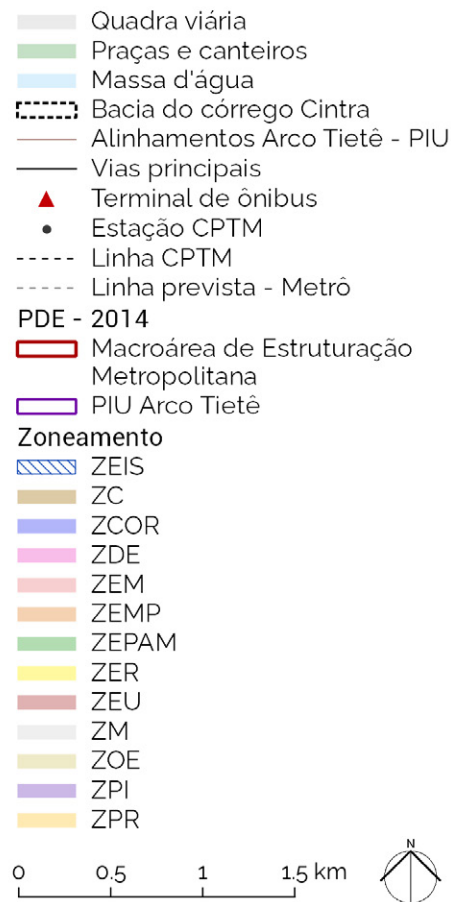 Quadra viária
Praças e canteiros
Massa d'água
Bacia do córrego Cintra
Alinhamentos Arco Tietê - PIU
Vias principais
Terminal de ônibus
Estação CPTM
Linha CPTM
Linha prevista - Metrô
PDE - 2014
Macroárea de Estruturação
Metropolitana
PIU Arco Tietê
Zoneamento
ZEIS
ZC
ZCOR
ZDE
ZEM
ZEMP
ZEPAM
ZER
ZEU
ZM
ZOE
ZPI
ZPR
0 0.5 1 1.5 km
N